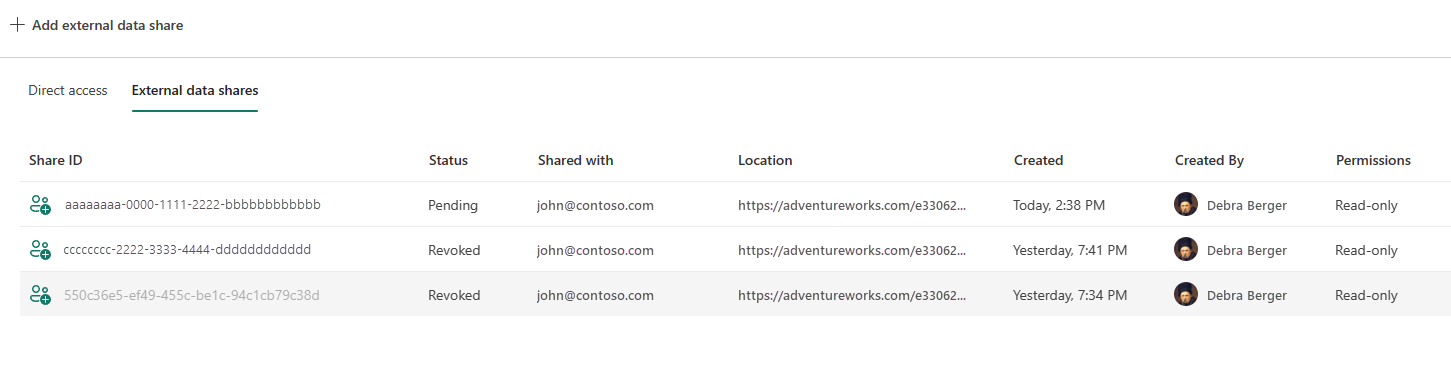 Add external data share
Direct access External data shares
Share ID Status Shared with Location Created Created By Permissions
aaaaaaaa-0000-1111-2222-bbbbbbbbbbbb Pending john@contoso.com https://adventureworks.com/e33062... Today, 2:38 PM Debra Berger Read-only
cccccccc-2222-3333-4444-dddddddddddd Revoked john@contoso.com https://adventureworks.com/e33062... Yesterday, 7:41 PM Debra Berger Read-only
550c36e5-ef49-455c-be1c-94c1cb79c38d Revoked john@contoso.com https://adventureworks.com/e33062... Yesterday, 7:34 PM Debra Berger Read-only